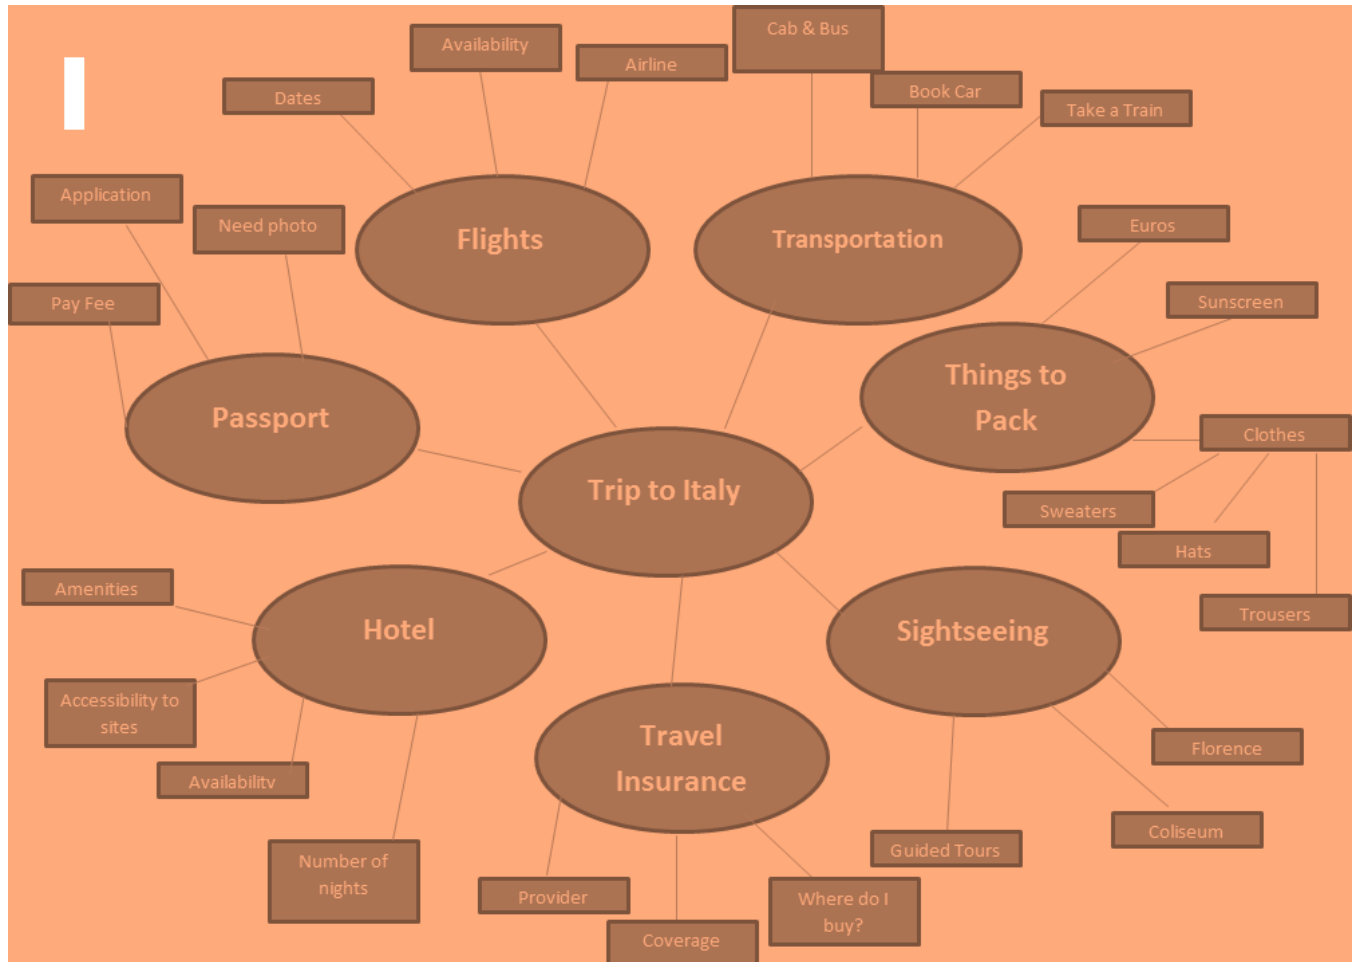 Cab & Bus
Availability
Airline
Book Car
Dates
Take a Train
Application
Need photo
Euros
Flights
Transportation
Pay Fee
Sunscreen
Things to
Pack
Passport
Clothes
Trip to Italy
Sweaters
Hats
Amenities
Trousers
Hotel
Sightseeing
Accessibility to
sites
Travel
Insurance
Florence
Availability
Coliseum
Guided Tours
Number of
nights
Provider
Where do I
buy?
Coverage